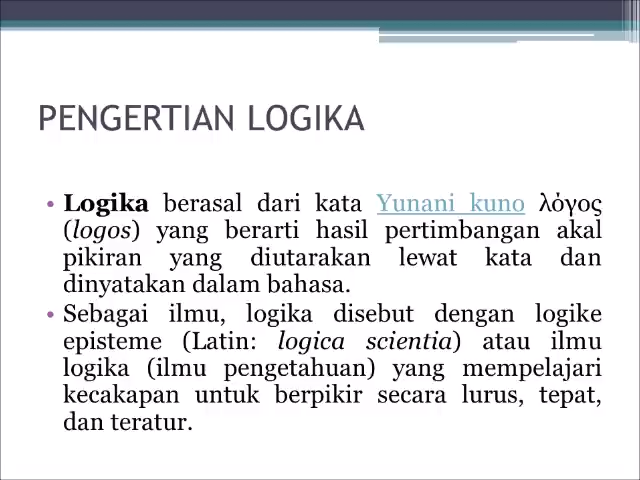 PENGERTIAN LOGIKA
• Logika berasal dari kata Yunani kuno λόγος
(logos) yang berarti hasil pertimbangan akal
pikiran yang diutarakan lewat kata dan
dinyatakan dalam bahasa.
• Sebagai ilmu, logika disebut dengan logike
episteme (Latin: logica scientia) atau ilmu
logika (ilmu pengetahuan) yang mempelajari
kecakapan untuk berpikir secara lurus, tepat,
dan teratur.